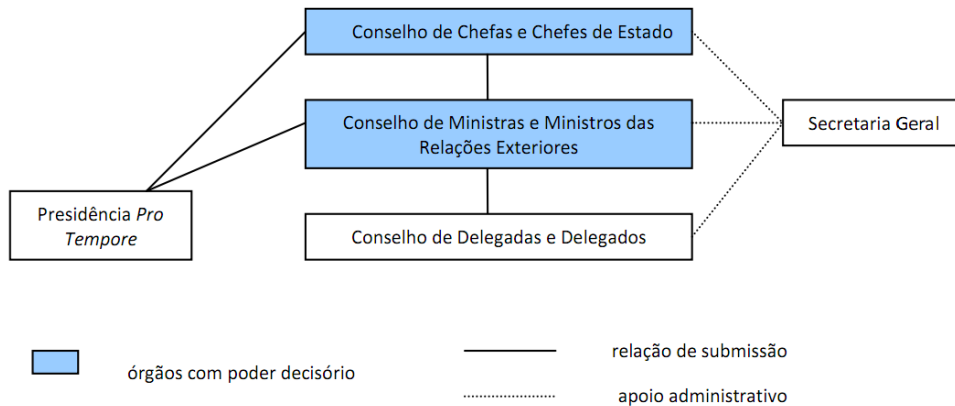 Conselho de Chefas e Chefes de Estado
Conselho de Ministras e Ministros das
Relações Exteriores
Secretaria Geral
Presidência Pro
Tempore
Conselho de Delegadas e Delegados
órgãos com poder decisório
relação de submissão
apoio administrativo